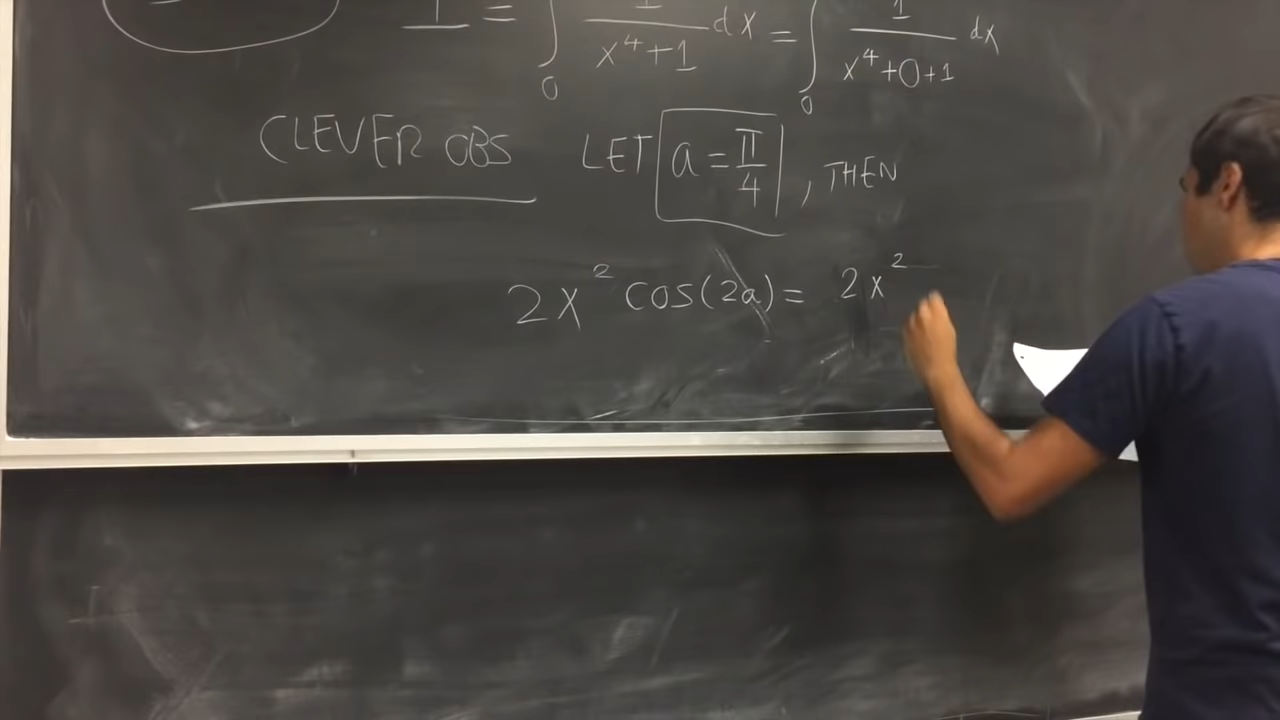 I = ∫₀ 1/(x⁴+1) dx = ∫₀ 1/(x⁴+0+1) dx
CLEVER OBS LET a = π/4, THEN
2x² cos(2a) = 2x²